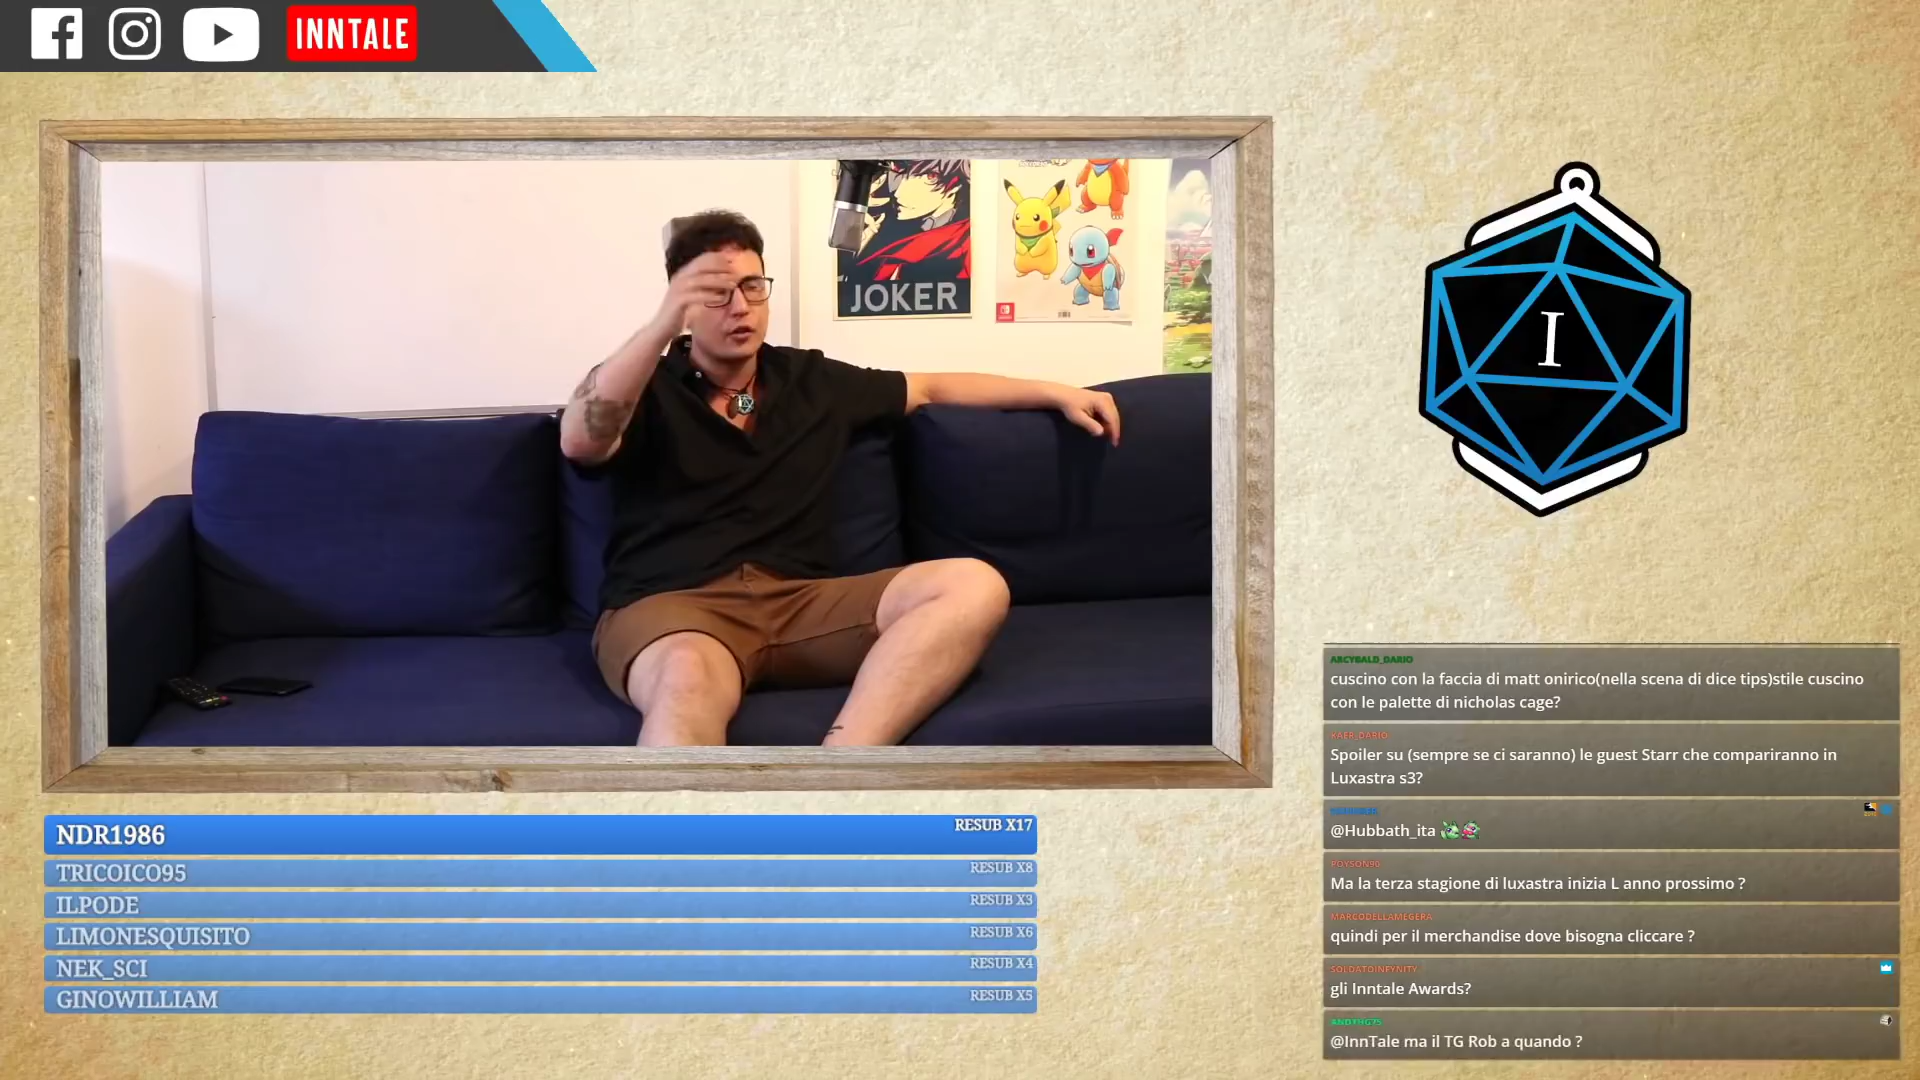 INNTALE
JOKER
I
NDR1986
RESUB X17
TRICOICO95
RESUB X8
ILPODE
RESUB X3
LIMONESQUISITO
RESUB X6
NEK_SCI
RESUB X4
GINOWILLIAM
RESUB X5
ARCYBALD_DARIO
cuscino con la faccia di matt onirico(nella scena di dice tips)stile cuscino
con le palette di nicholas cage?
KAER_DARIO
Spoiler su (sempre se ci saranno) le guest Starr che compariranno in
Luxastra s3?
@Hubbath_ita
POYSON90
Ma la terza stagione di luxastra inizia L anno prossimo ?
MARCODELLAMEGERA
quindi per il merchandise dove bisogna cliccare ?
SOLDATOINFYNITY
gli Inntale Awards?
@InnTale ma il TG Rob a quando ?